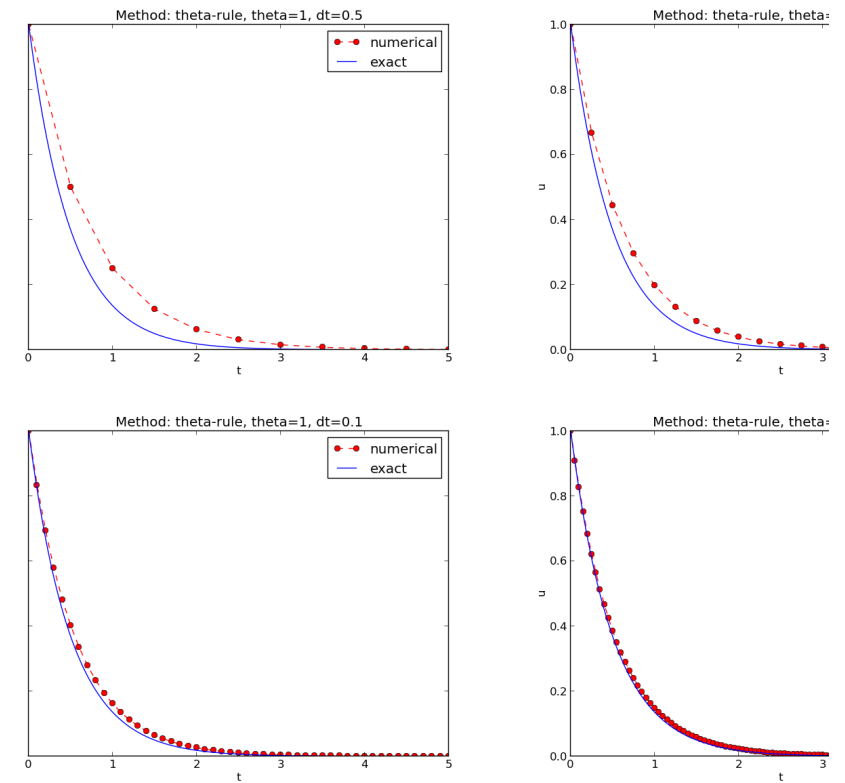 Method: theta-rule, theta=1, dt=0.5
numerical
exact
0 1 2 3 4 5
t
Method: theta-rule, theta=
1.0
0.8
0.6
u
0.4
0.2
0.0
0 1 2 3
t
Method: theta-rule, theta=1, dt=0.1
numerical
exact
0 1 2 3 4 5
t
Method: theta-rule, theta=
1.0
0.8
0.6
u
0.4
0.2
0.0
0 1 2 3
t